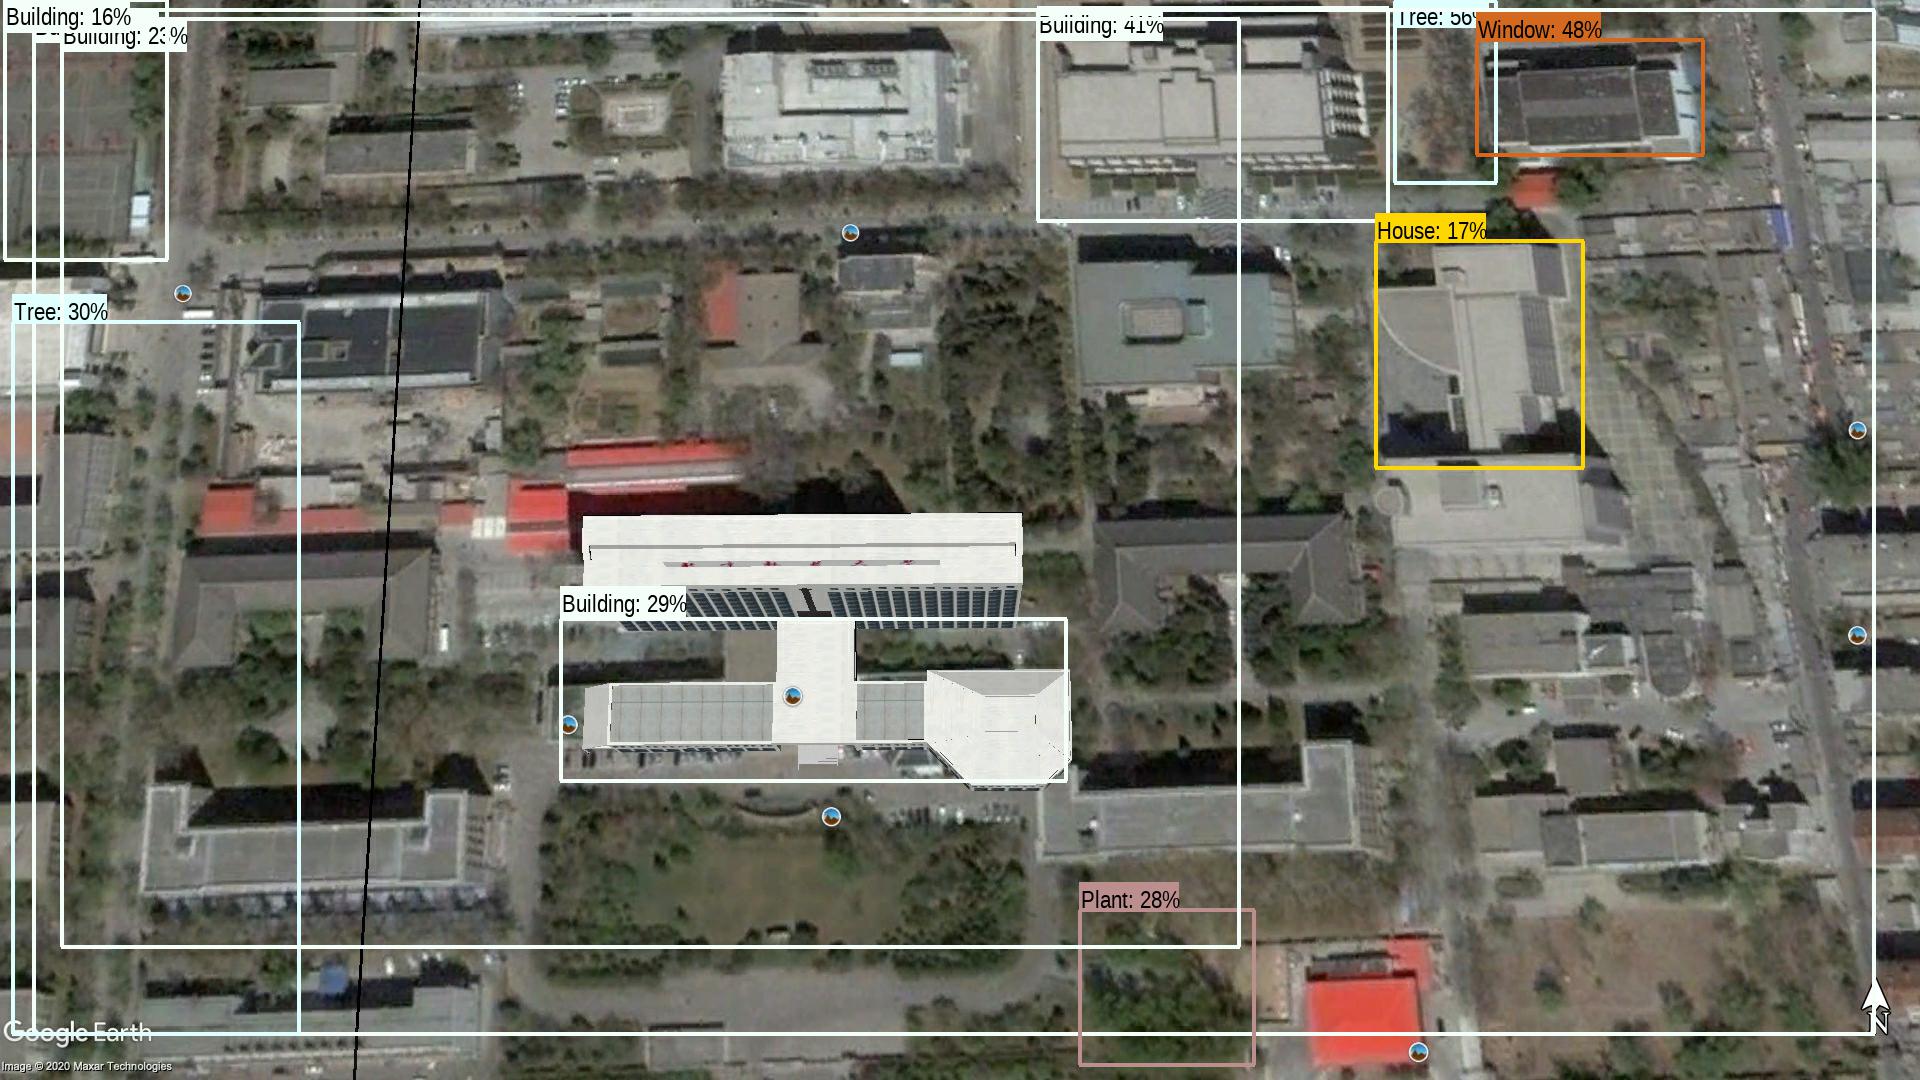 Building: 16%
Building: 23%
Building: 41%
Tree: 56%
Window: 48%
House: 17%
Tree: 30%
Building: 29%
Plant: 28%
N
Google Earth
Image © 2020 Maxar Technologies